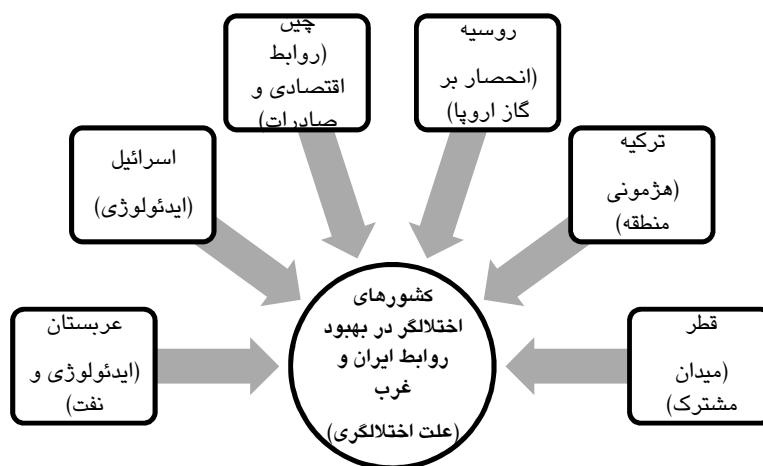 چین
(روابط
اقتصادی و
صادرات)
روسیه
(انحصار بر
گاز اروپا)
اسرائیل
(ایدئولوژی)
ترکیه
(هژمونی
منطقه)
عربستان
(ایدئولوژی و
نفت)
کشورهای
اختلالگر در بهبود
روابط ایران و
غرب
(علت اختلالگری)
قطر
(میدان
مشترک)